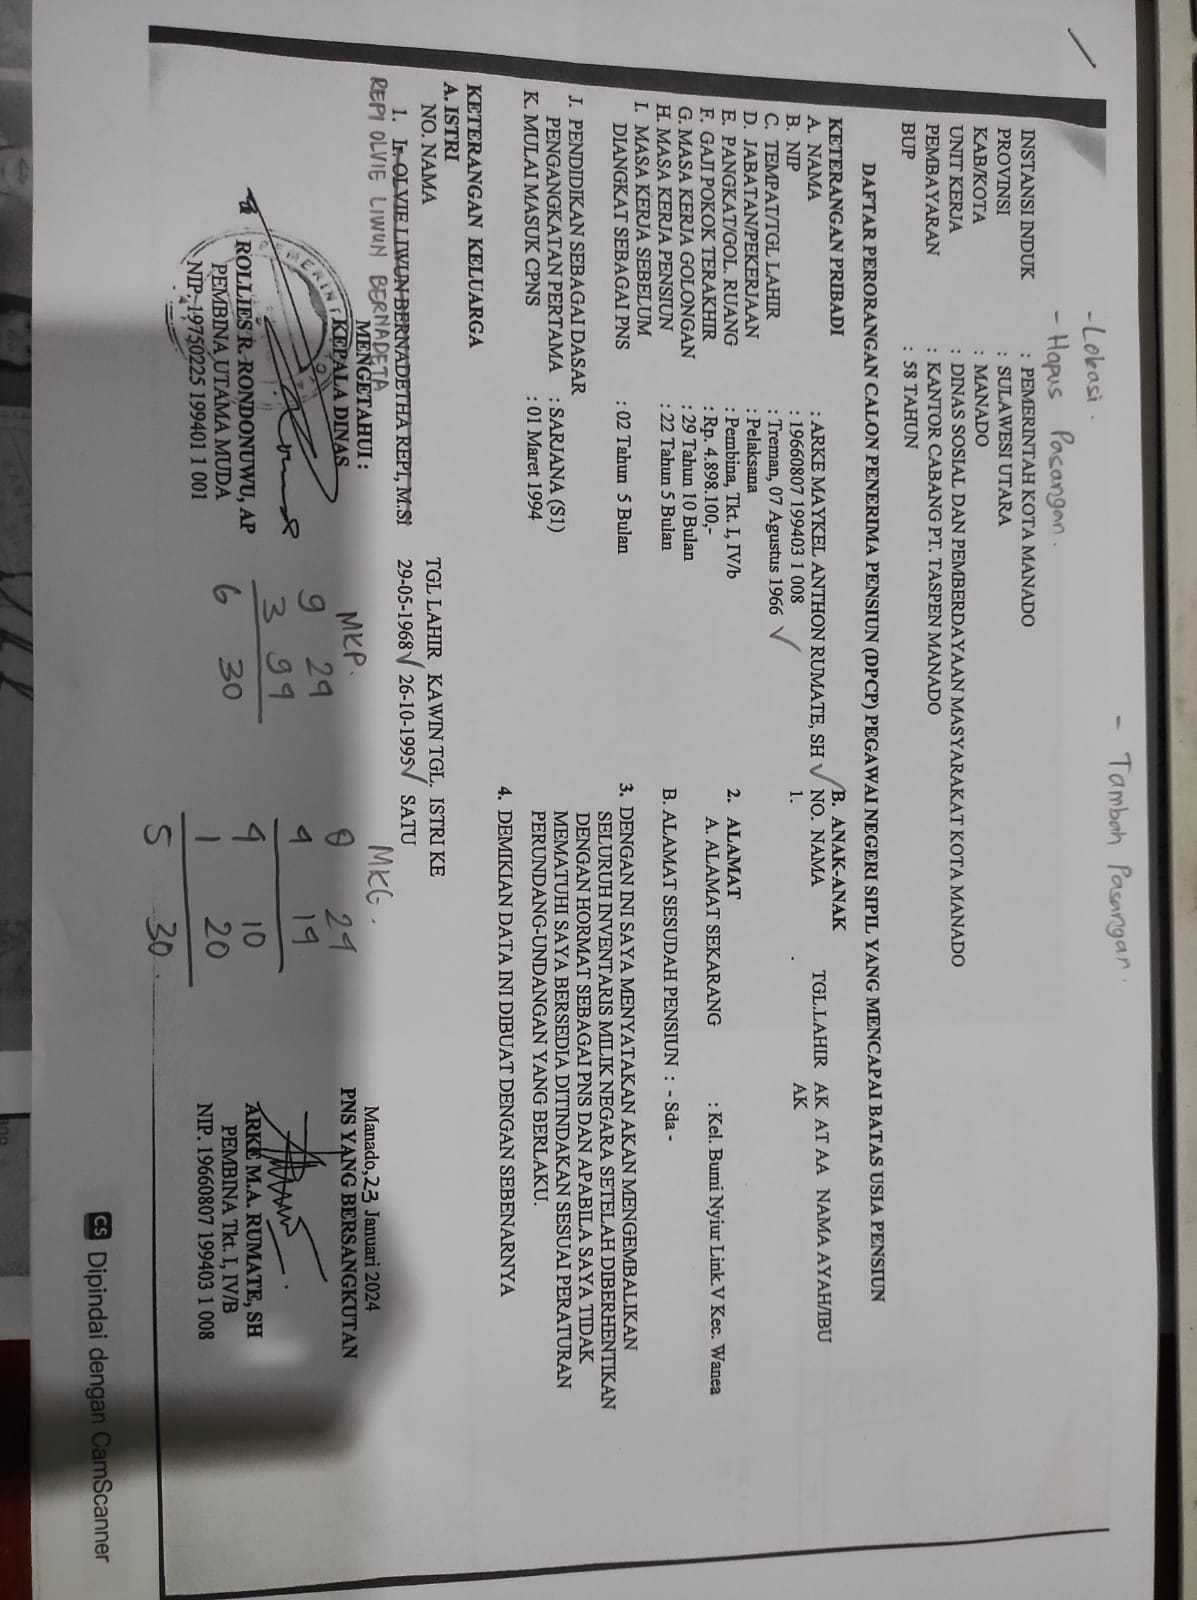 - Tambah Pasangan.
- Lokasi.
- Hapus Pasangan.
INSTANSI INDUK : PEMERINTAH KOTA MANADO
PROVINSI : SULAWESI UTARA
KAB/KOTA : MANADO
UNIT KERJA : DINAS SOSIAL DAN PEMBERDAYAAN MASYARAKAT KOTA MANADO
PEMBAYARAN : KANTOR CABANG PT. TASPEN MANADO
BUP : 58 TAHUN
DAFTAR PERORANGAN CALON PENERIMA PENSIUN (DPCP) PEGAWAI NEGERI SIPIL YANG MENCAPAI BATAS USIA PENSIUN
KETERANGAN PRIBADI
A. NAMA : ARKE MAYKEL ANTHON RUMATE, SH ✓
B. NIP : 19660807 199403 1 008
C. TEMPAT/TGL LAHIR : Treman, 07 Agustus 1966 ✓
D. JABATAN/PEKERJAAN : Pelaksana
E. PANGKAT/GOL. RUANG : Pembina, Tkt. I, IV/b
F. GAJI POKOK TERAKHIR : Rp. 4.898.100,-
G. MASA KERJA GOLONGAN : 29 Tahun 10 Bulan
H. MASA KERJA PENSIUN : 22 Tahun 5 Bulan
I. MASA KERJA SEBELUM
DIANGKAT SEBAGAI PNS : 02 Tahun 5 Bulan
J. PENDIDIKAN SEBAGAI DASAR
PENGANGKATAN PERTAMA : SARJANA (S1)
K. MULAI MASUK CPNS : 01 Maret 1994
KETERANGAN KELUARGA
A. ISTRI
NO. NAMA TGL LAHIR KAWIN TGL. ISTRI KE
1. Ir. OLVIE LIWUN BERNADETHA REPI, M.Si 29-05-1968 ✓ 26-10-1995 ✓ SATU
REPI OLVIE LIWUN BERNADETA
B. ANAK-ANAK
NO. NAMA TGL.LAHIR AK AT AA NAMA AYAH/IBU
1. AK
2. ALAMAT
A. ALAMAT SEKARANG : Kel. Bumi Nyiur Link.V Kec. Wanea
B. ALAMAT SESUDAH PENSIUN : - Sda -
3. DENGAN INI SAYA MENYATAKAN AKAN MENGEMBALIKAN
SELURUH INVENTARIS MILIK NEGARA SETELAH DIBERHENTIKAN
DENGAN HORMAT SEBAGAI PNS DAN APABILA SAYA TIDAK
MEMATUHI SAYA BERSEDIA DITINDAKAN SESUAI PERATURAN
PERUNDANG-UNDANGAN YANG BERLAKU.
4. DEMIKIAN DATA INI DIBUAT DENGAN SEBENARNYA
MENGETAHUI :
KEPALA DINAS
ROLLIES R. RONDONUWU, AP
PEMBINA UTAMA MUDA
NIP. 19750225 199401 1 001
MKP.
9 24
3 99
6 30
MKG.
8 24
4 19
4 10
1 20
5 30.
Manado, 23 Januari 2024
PNS YANG BERSANGKUTAN
ARKE M.A. RUMATE, SH
PEMBINA Tkt. I, IV/B
NIP. 19660807 199403 1 008
CS Dipindai dengan CamScanner